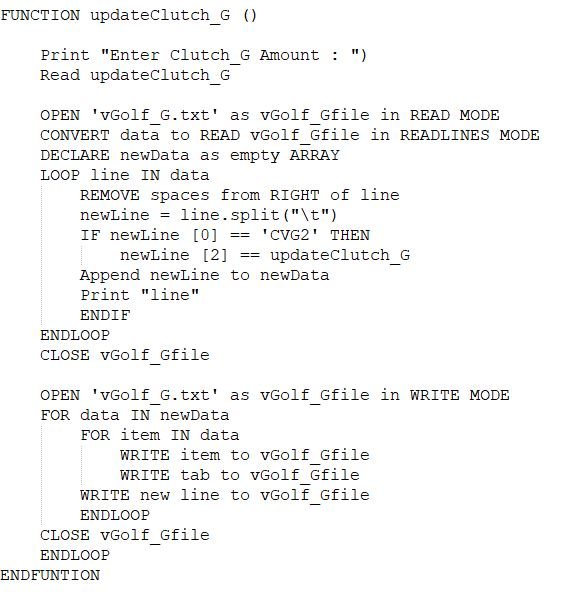 FUNCTION updateClutch_G ()
Print "Enter Clutch_G Amount : ")
Read updateClutch_G
OPEN 'vGolf_G.txt' as vGolf_Gfile in READ MODE
CONVERT data to READ vGolf_Gfile in READLINES MODE
DECLARE newData as empty ARRAY
LOOP line IN data
REMOVE spaces from RIGHT of line
newLine = line.split("\t")
IF newLine [0] == 'CVG2' THEN
newLine [2] == updateClutch_G
Append newLine to newData
Print "line"
ENDIF
ENDLOOP
CLOSE vGolf_Gfile
OPEN 'vGolf_G.txt' as vGolf_Gfile in WRITE MODE
FOR data IN newData
FOR item IN data
WRITE item to vGolf_Gfile
WRITE tab to vGolf_Gfile
WRITE new line to vGolf_Gfile
ENDLOOP
CLOSE vGolf_Gfile
ENDLOOP
ENDFUNTION